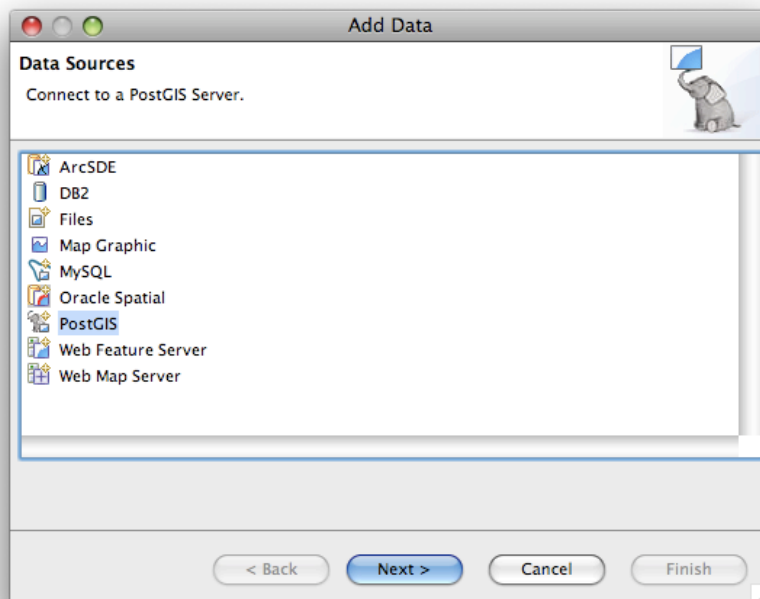 Add Data
Data Sources
Connect to a PostGIS Server.
ArcSDE
DB2
Files
Map Graphic
MySQL
Oracle Spatial
PostGIS
Web Feature Server
Web Map Server
< Back Next > Cancel Finish